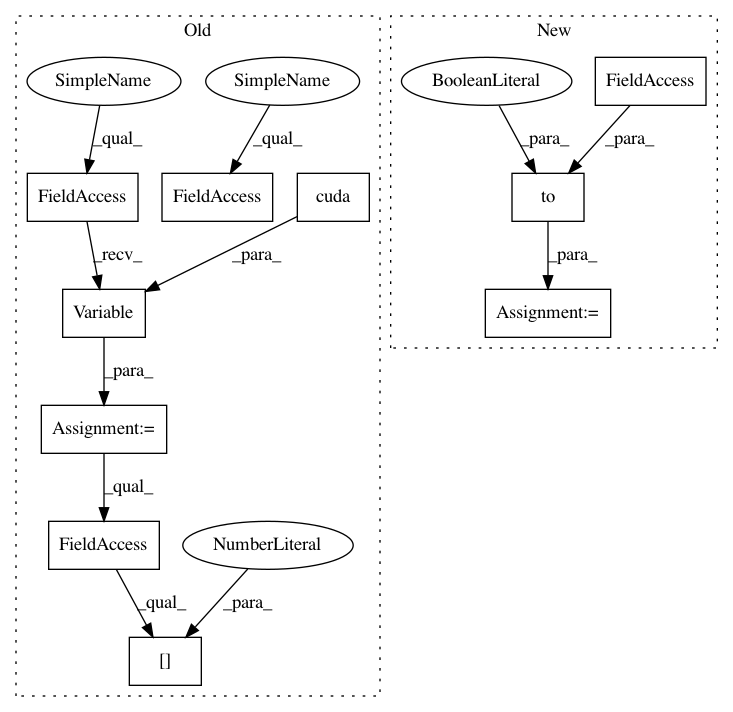 Old
New
SimpleName
SimpleName
BooleanLiteral
FieldAccess
_qual_
_qual_
_para_
_para_
FieldAccess
FieldAccess
cuda
to
_recv_
_para_
_para_
Variable
Assignment:=
_para_
Assignment:=
_qual_
FieldAccess
NumberLiteral
_qual_
_para_
[]